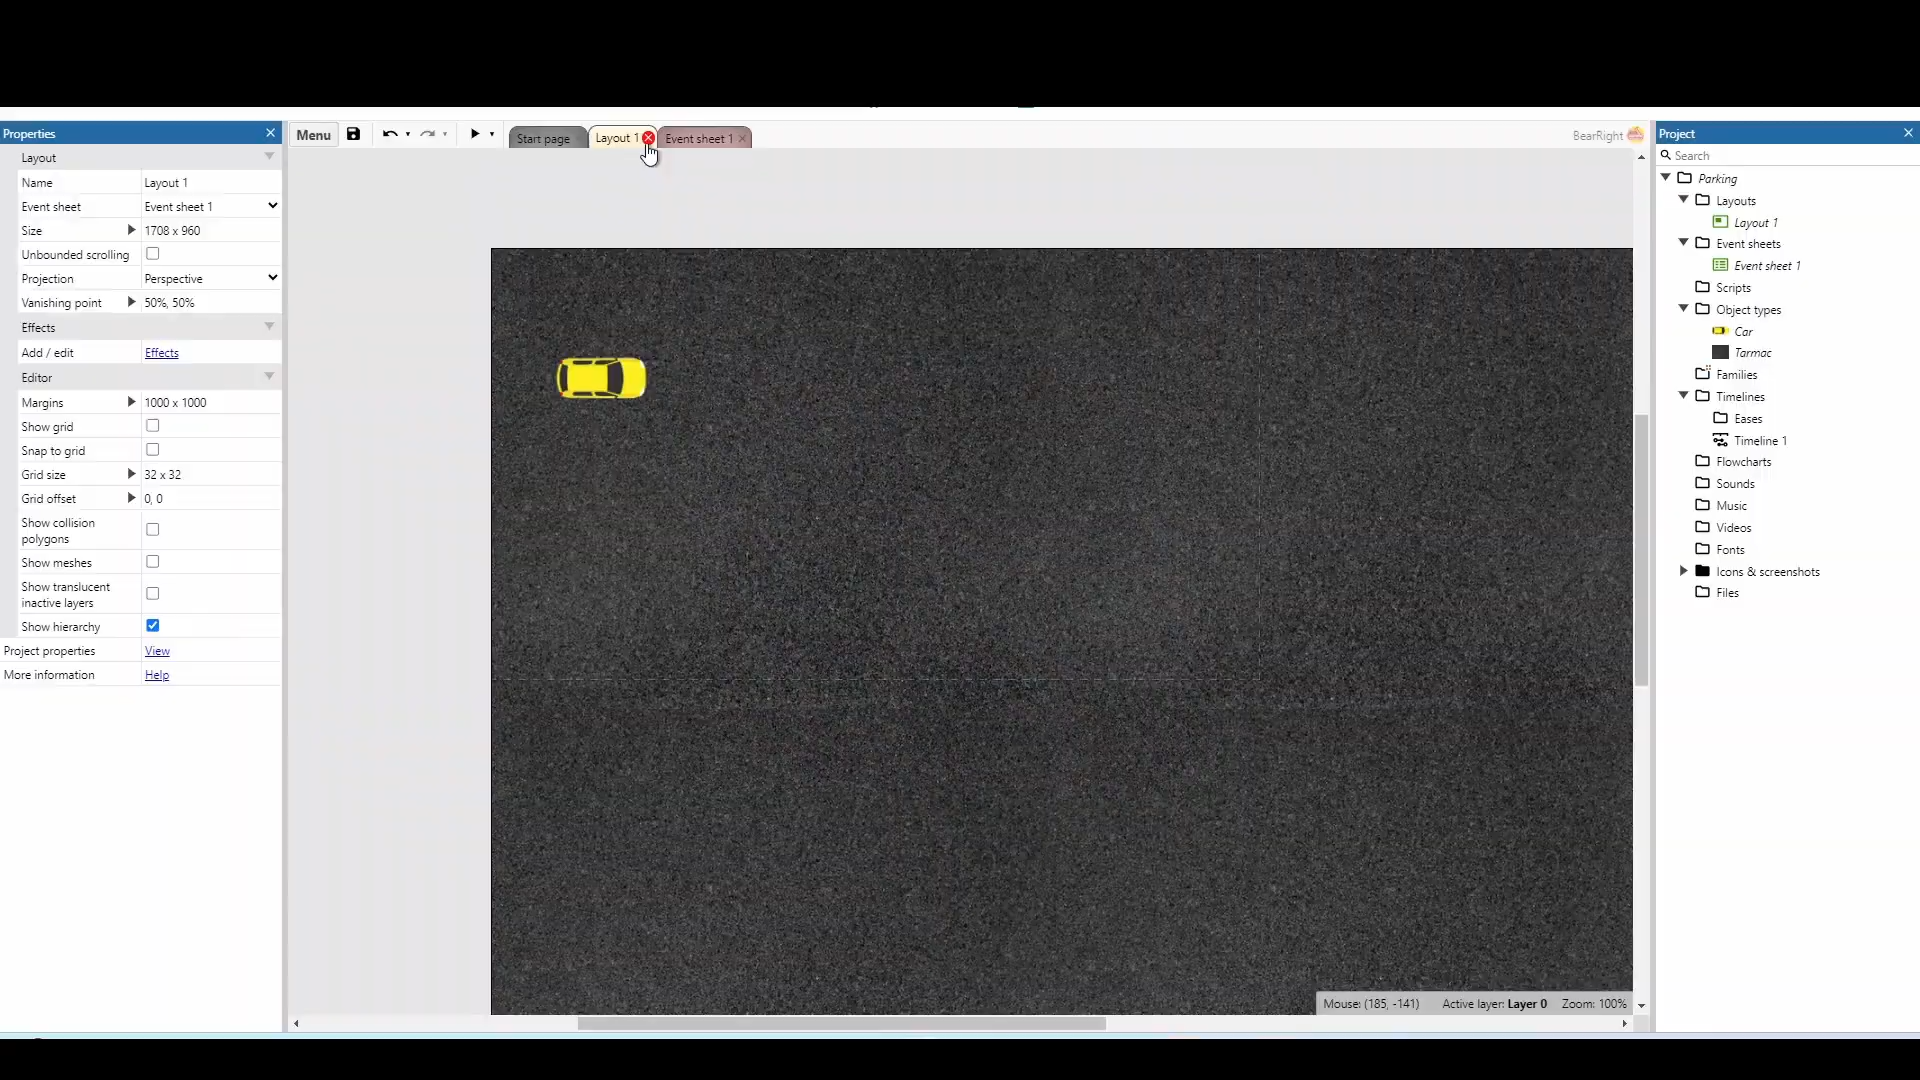 Properties
Menu
Start page
Layout 1
Event sheet 1
BearRight
Project
Layout
Name
Layout 1
Event sheet
Event sheet 1
Size
1708 x 960
Unbounded scrolling
Projection
Perspective
Vanishing point
50%, 50%
Effects
Add / edit
Effects
Editor
Margins
1000 x 1000
Show grid
Snap to grid
Grid size
32 x 32
Grid offset
0, 0
Show collision
polygons
Show meshes
Show translucent
inactive layers
Show hierarchy
Project properties
View
More information
Help
Mouse: (185, -141)
Active layer: Layer 0
Zoom: 100%
Search
Parking
Layouts
Layout 1
Event sheets
Event sheet 1
Scripts
Object types
Car
Tarmac
Families
Timelines
Eases
Timeline 1
Flowcharts
Sounds
Music
Videos
Fonts
Icons & screenshots
Files